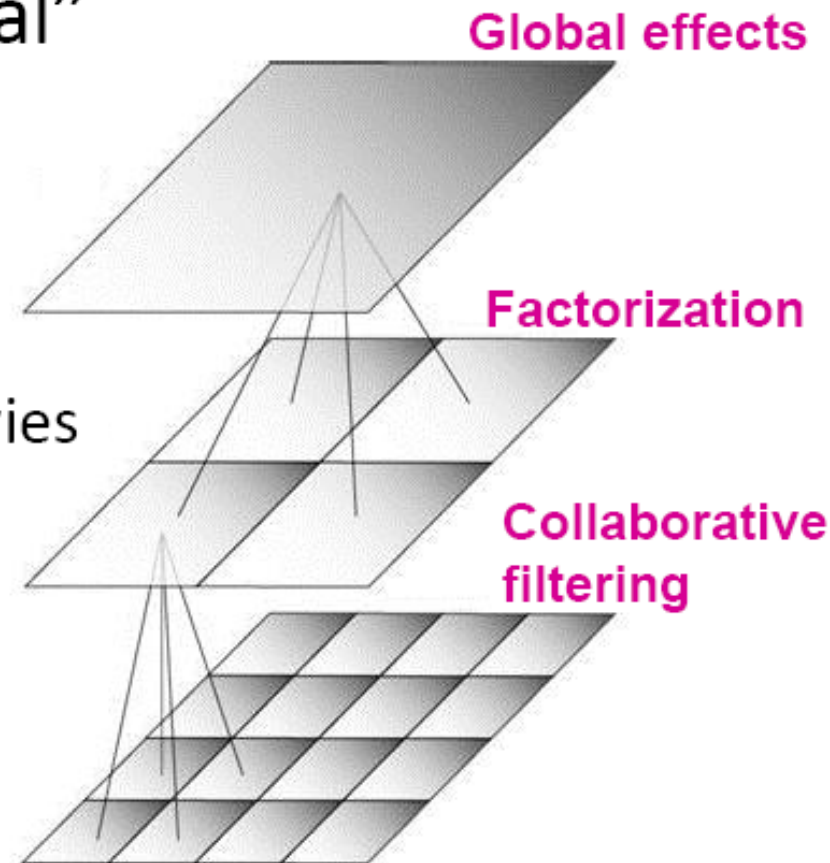 al”
Global effects
Factorization
ies
Collaborative
filtering